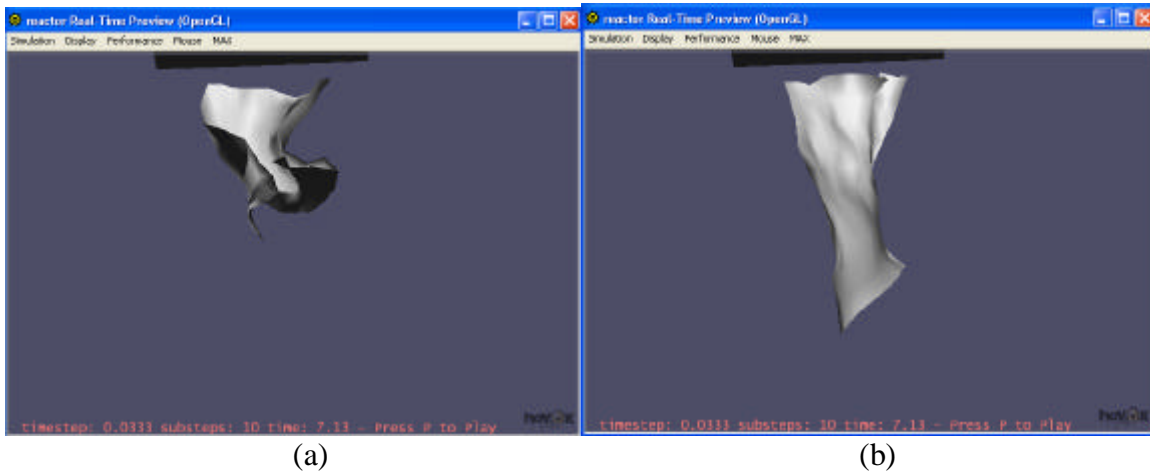 reactor Real-Time Preview (OpenGL)
Simulation Display Performance Mouse MAX
timestep: 0.0333 substeps: 10 time: 7.13 - Press P to Play
(a)
reactor Real-Time Preview (OpenGL)
Simulation Display Performance Mouse MAX
timestep: 0.0333 substeps: 10 time: 7.13 - Press P to Play
(b)